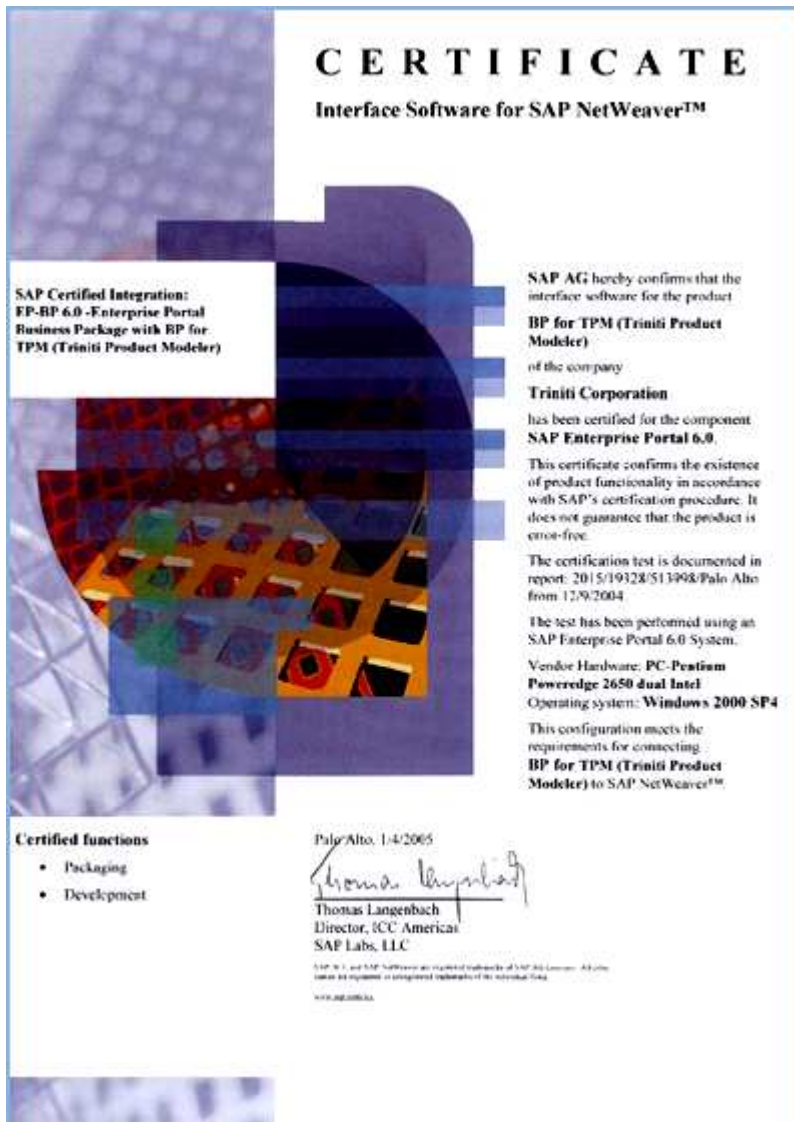 CERTIFICATE
Interface Software for SAP NetWeaver™
SAP Certified Integration:
EP-BP 6.0 -Enterprise Portal
Business Package with BP for
TPM (Triniti Product Modeler)
SAP AG hereby confirms that the
interface software for the product
BP for TPM (Triniti Product
Modeler)
of the company
Triniti Corporation
has been certified for the component
SAP Enterprise Portal 6.0.
This certificate confirms the existence
of product functionality in accordance
with SAP's certification procedure. It
does not guarantee that the product is
error-free.
The certification test is documented in
report: 2015/19328/513998/Palo Alto
from 12/9/2004
The test has been performed using an
SAP Enterprise Portal 6.0 System.
Vendor Hardware: PC-Pentium
Poweredge 2650 dual Intel
Operating system: Windows 2000 SP4
This configuration meets the
requirements for connecting
BP for TPM (Triniti Product
Modeler) to SAP NetWeaver™
Certified functions
• Packaging
• Development
Palo Alto, 1/4/2005
Thomas Langenbach
Thomas Langenbach
Director, ICC Americas
SAP Labs, LLC